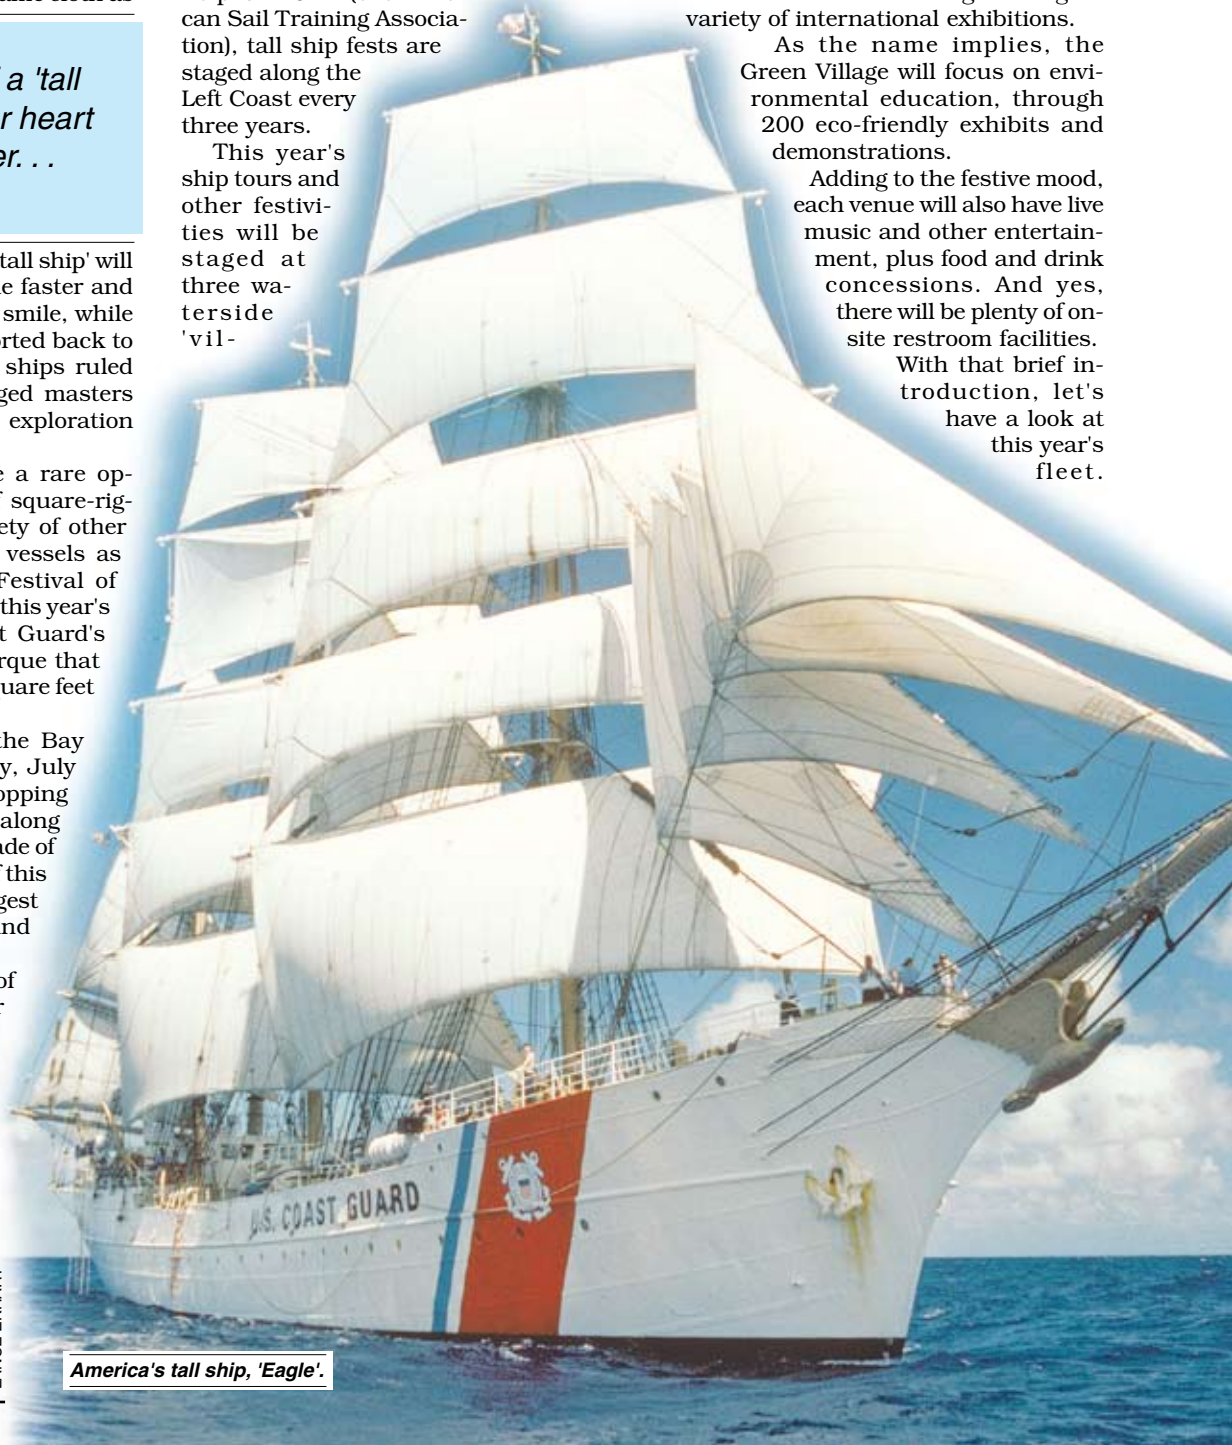 a 'tall
r heart
er. . .
tall ship' will
e faster and
smile, while
orted back to
ships ruled
ged masters
exploration
e a rare op-
f square-rig-
ety of other
vessels as
Festival of
this year's
t Guard's
rque that
uare feet
the Bay
y, July
opping
along
ade of
f this
gest
nd
of
r
can Sail Training Associa-
tion), tall ship fests are
staged along the
Left Coast every
three years.
This year's
ship tours and
other festivi-
ties will be
staged at
three wa-
terside
'vil-
variety of international exhibitions.
As the name implies, the
Green Village will focus on envi-
ronmental education, through
200 eco-friendly exhibits and
demonstrations.
Adding to the festive mood,
each venue will also have live
music and other entertain-
ment, plus food and drink
concessions. And yes,
there will be plenty of on-
site restroom facilities.
With that brief in-
troduction, let's
have a look at
this year's
fleet.
U.S. COAST GUARD
America's tall ship, 'Eagle'.